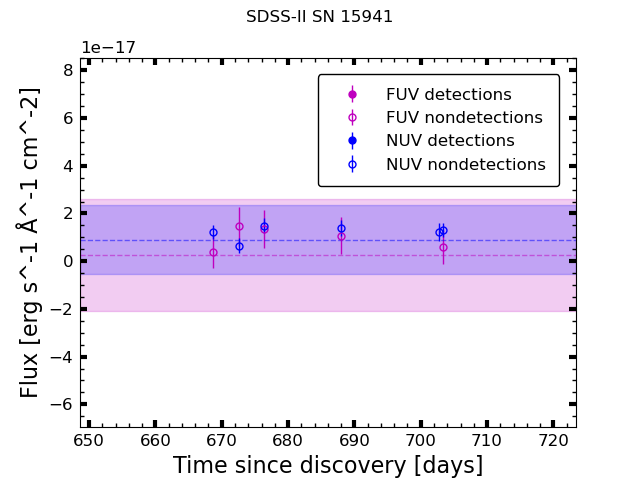 SDSS-II SN 15941
1e−17
8
6
4
2
0
−2
−4
−6
Flux [erg s^-1 Å^-1 cm^-2]
FUV detections
FUV nondetections
NUV detections
NUV nondetections
650 660 670 680 690 700 710 720
Time since discovery [days]